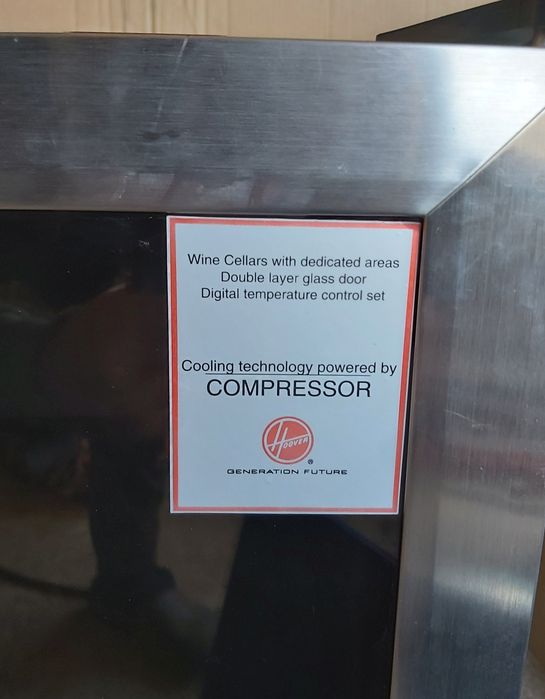 Wine Cellars with dedicated areas
Double layer glass door
Digital temperature control set
Cooling technology powered by
COMPRESSOR
HOOVER
®
GENERATION FUTURE